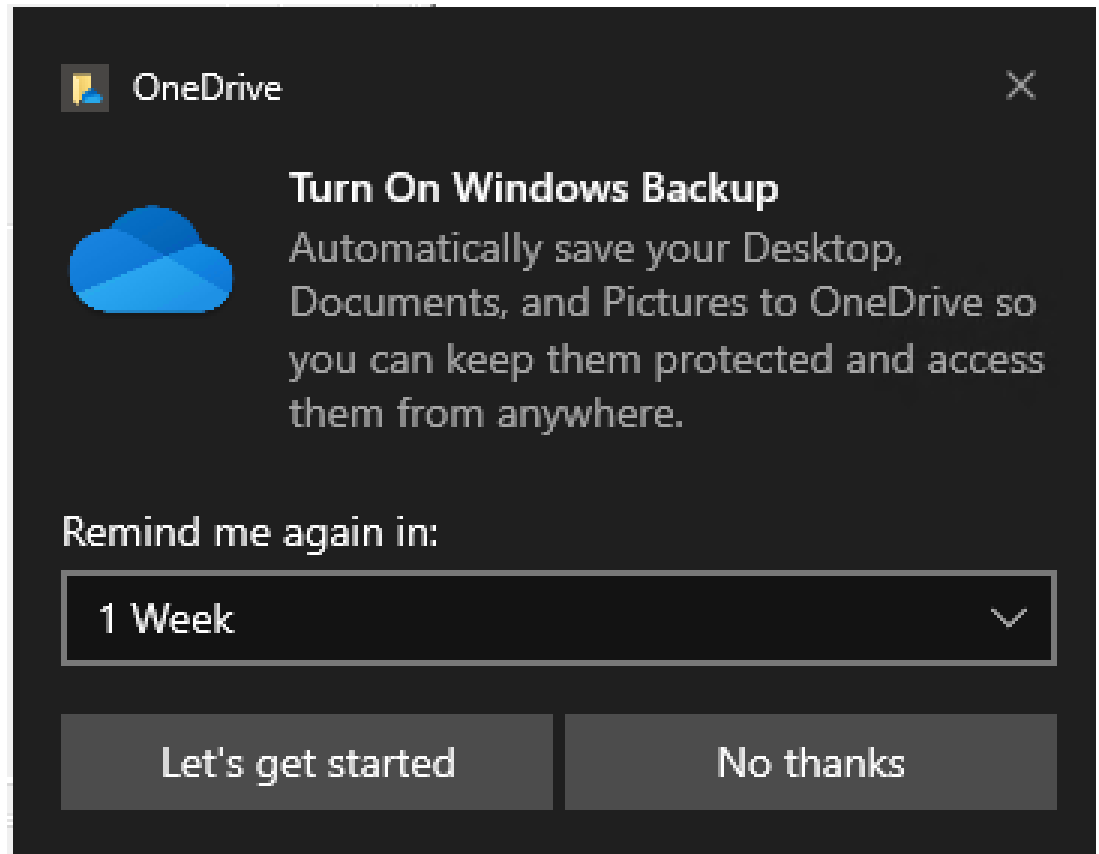 OneDrive
Turn On Windows Backup
Automatically save your Desktop,
Documents, and Pictures to OneDrive so
you can keep them protected and access
them from anywhere.
Remind me again in:
1 Week
Let's get started
No thanks